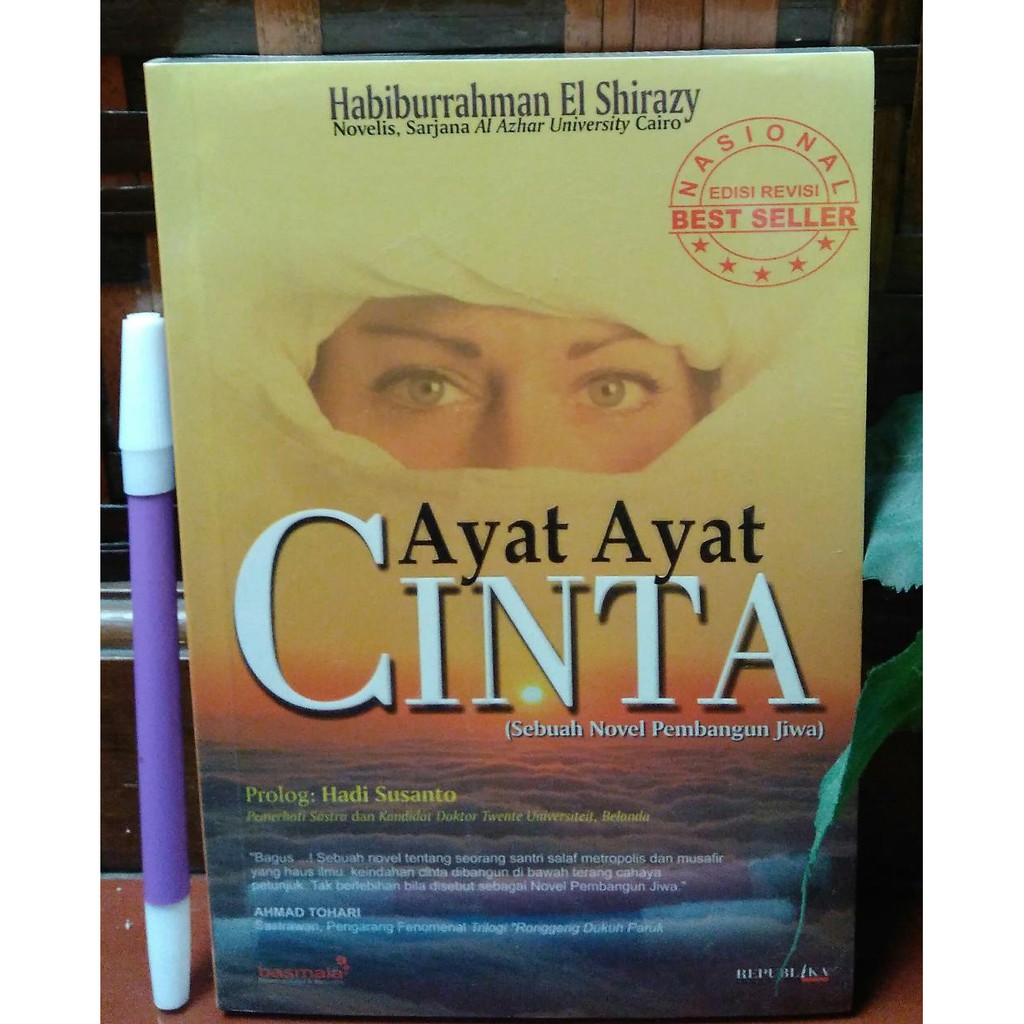 Habiburrahman El Shirazy
Novelis, Sarjana Al Azhar University Cairo
NASIONAL
EDISI REVISI
BEST SELLER
Ayat Ayat
CINTA
(Sebuah Novel Pembangun Jiwa)
Prolog: Hadi Susanto
Pemerhati Sastra dan Kandidat Doktor Twente Universiteit, Belanda
"Bagus ...! Sebuah novel tentang seorang santri salaf metropolis dan musafir
yang haus ilmu. keindahan cinta dibangun di bawah terang cahaya
petunjuk. Tak berlebihan bila disebut sebagai Novel Pembangun Jiwa."
AHMAD TOHARI
Sastrawan, Pengarang Fenomenal Trilogi "Ronggeng Dukuh Paruk
basmala
REPUBLIKA